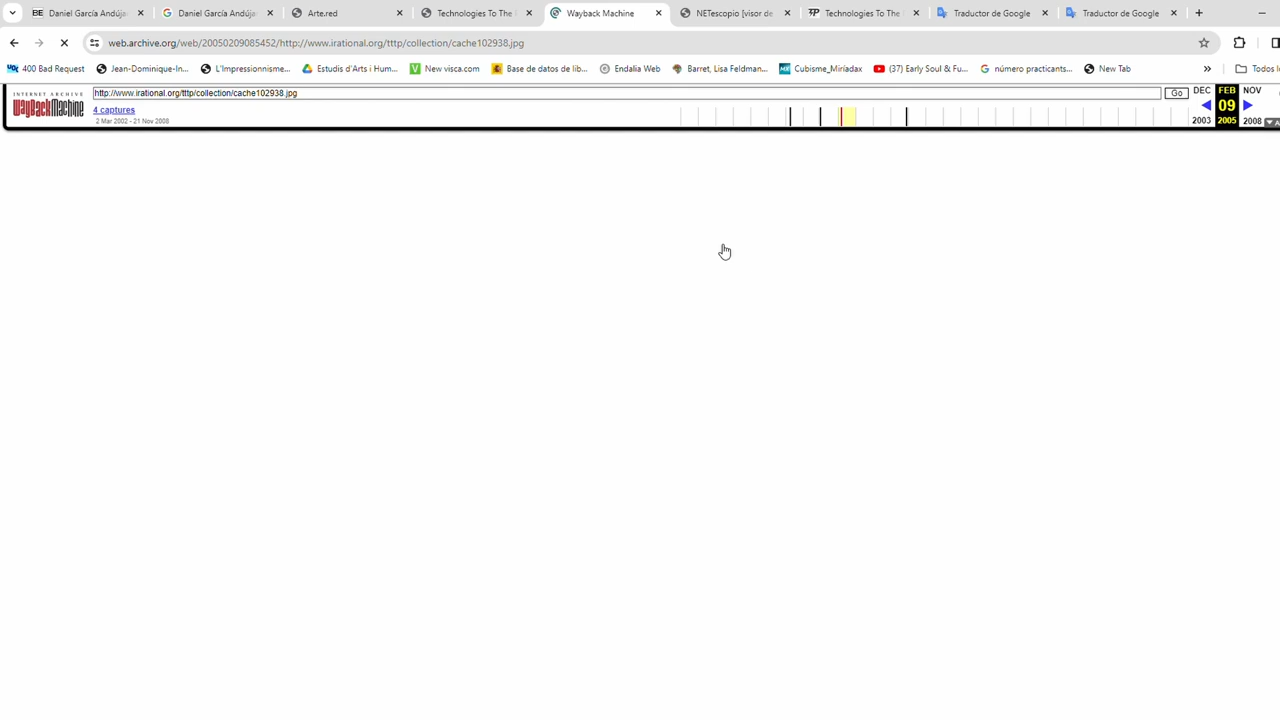 Daniel García Andúja
Daniel García Andúja
Arte.red
Technologies To The
Wayback Machine
NETescopio [visor de
Technologies To The
Traductor de Google
Traductor de Google
web.archive.org/web/20050209085452/http://www.irational.org/tttp/collection/cache102938.jpg
400 Bad Request
Jean-Dominique-In...
L'Impressionnisme...
Estudis d'Arts i Hum...
New visca.com
Base de datos de lib...
Endalia Web
Barret, Lisa Feldman...
Cubisme_Miríadax
(37) Early Soul & Fu...
número practicants...
New Tab
»
Todos lo
INTERNET ARCHIVE
WayBackMachine
http://www.irational.org/tttp/collection/cache102938.jpg
Go
4 captures
2 Mar 2002 - 21 Nov 2008
DEC FEB NOV
09
2003 2005 2008